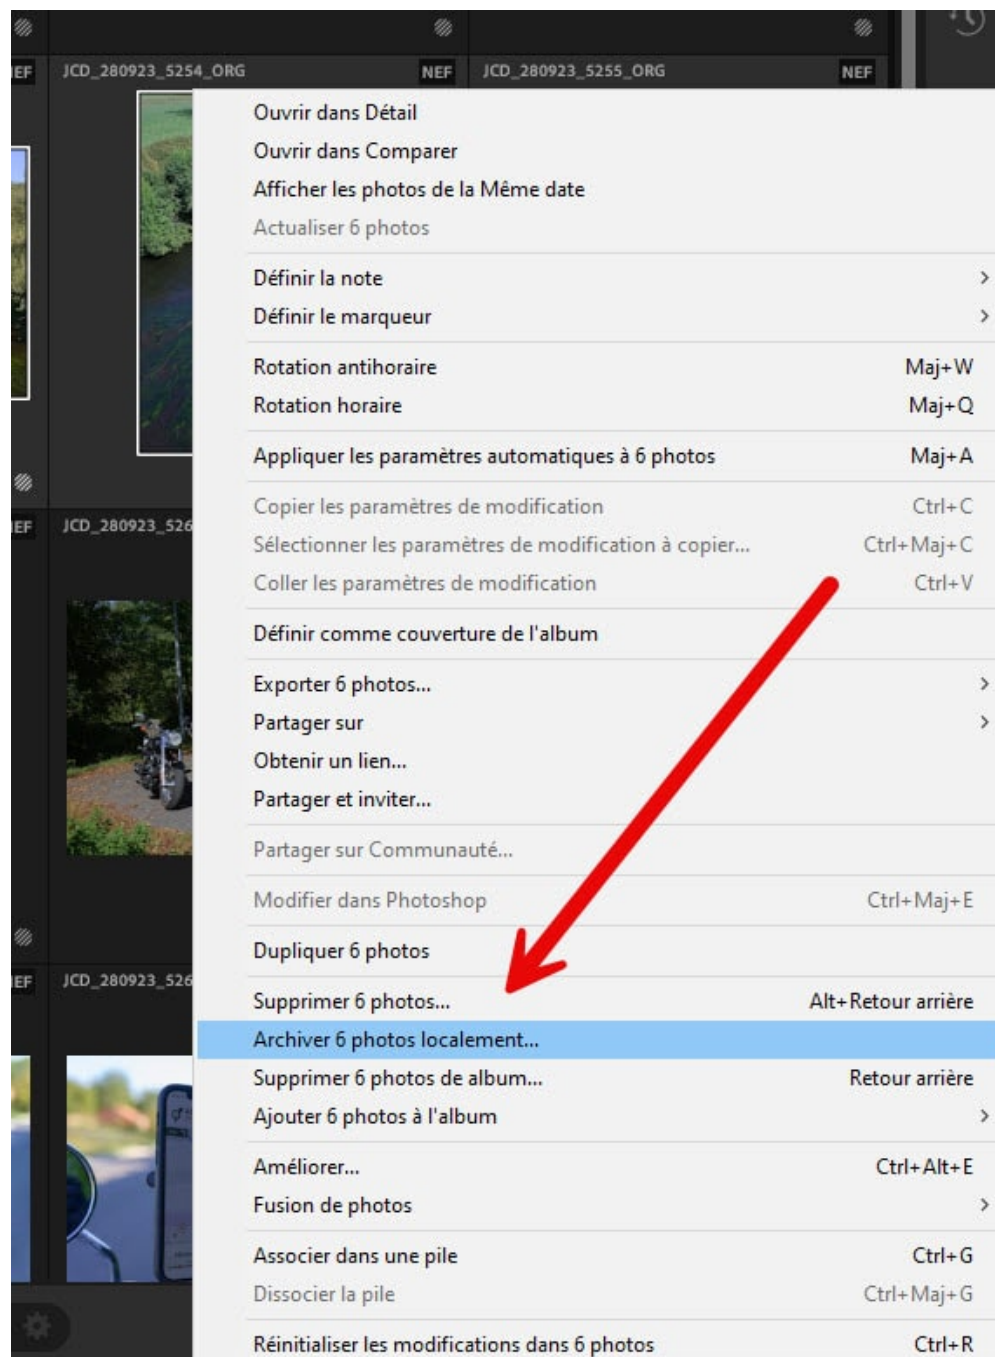 JCD_280923_5254_ORG NEF JCD_280923_5255_ORG NEF
Ouvrir dans Détail
Ouvrir dans Comparer
Afficher les photos de la Même date
Actualiser 6 photos
Définir la note
Définir le marqueur
Rotation antihoraire Maj+W
Rotation horaire Maj+Q
Appliquer les paramètres automatiques à 6 photos Maj+A
Copier les paramètres de modification Ctrl+C
JCD_280923_526
Sélectionner les paramètres de modification à copier... Ctrl+Maj+C
Coller les paramètres de modification Ctrl+V
Définir comme couverture de l'album
Exporter 6 photos...
Partager sur
Obtenir un lien...
Partager et inviter...
Partager sur Communauté...
Modifier dans Photoshop Ctrl+Maj+E
Dupliquer 6 photos
JCD_280923_526
Supprimer 6 photos... Alt+Retour arrière
Archiver 6 photos localement...
Supprimer 6 photos de album... Retour arrière
Ajouter 6 photos à l'album
Améliorer... Ctrl+Alt+E
Fusion de photos
Associer dans une pile Ctrl+G
Dissocier la pile Ctrl+Maj+G
Réinitialiser les modifications dans 6 photos Ctrl+R